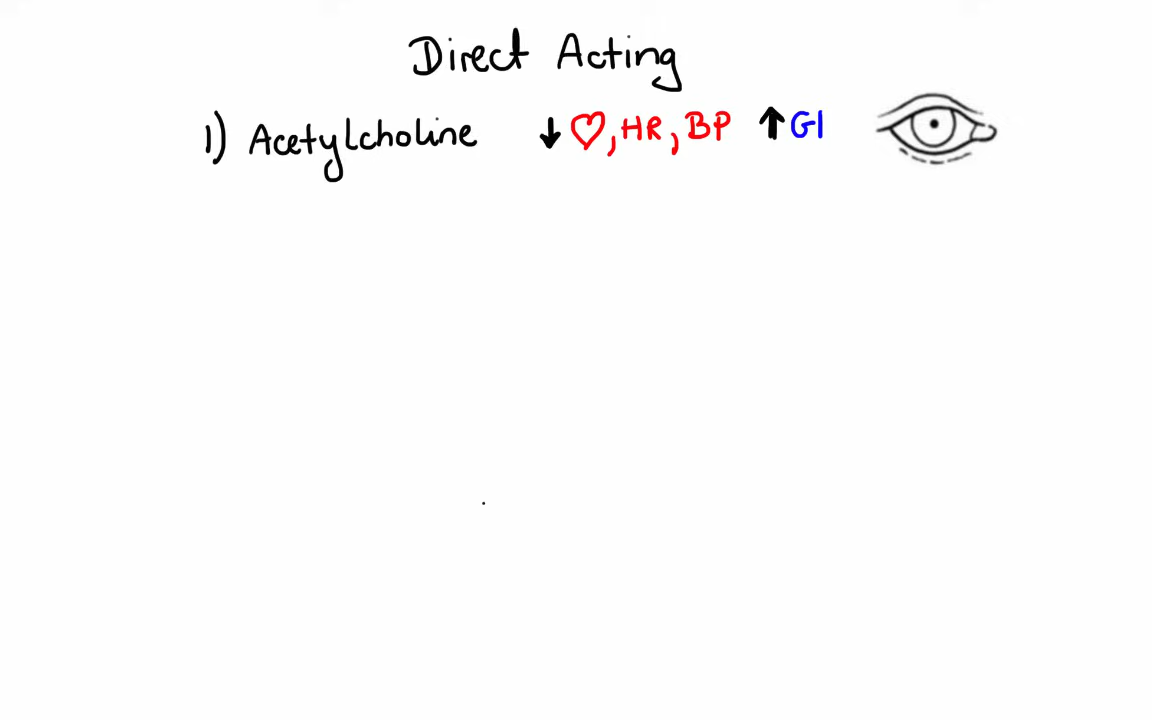 Direct Acting
1) Acetylcholine ↓ ♡, HR, BP ↑ GI